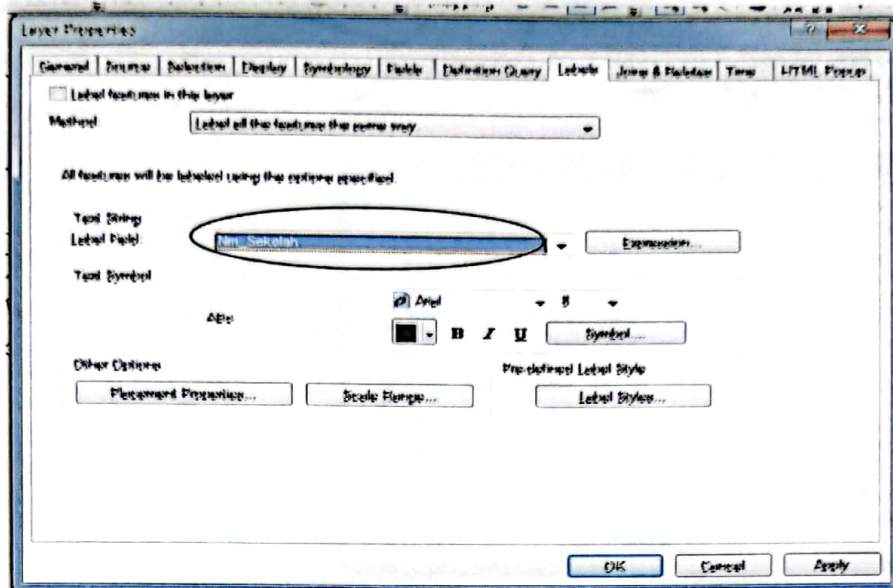 Layer Properties
General Source Selection Display Symbology Fields Definition Query Labels Joins & Relates Time HTML Popup
Label features in this layer
Method: Label all the features the same way.
All features will be labeled using the options specified.
Text String
Label Field: Nm_Sekolah Expression...
Text Symbol
Arial 8
B I U Symbol...
Other Options Pre-defined Label Style
Placement Properties... Scale Range... Label Styles...
OK Cancel Apply